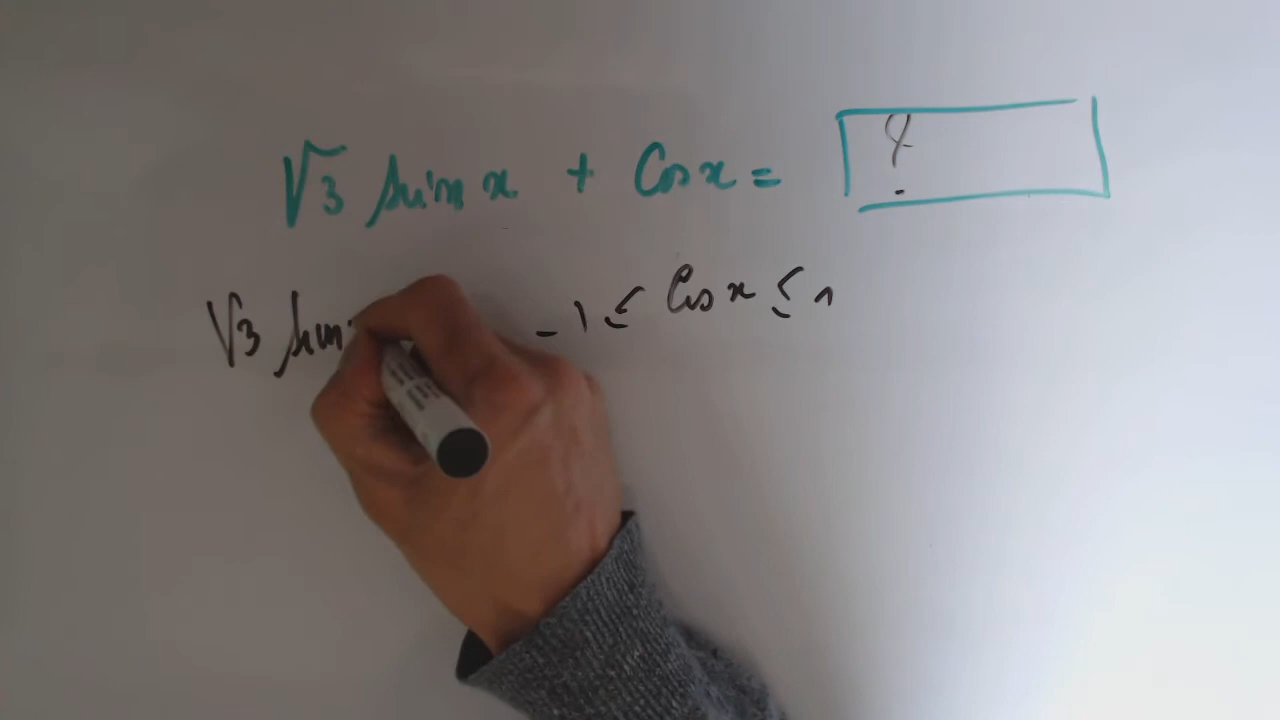 √3 sin x + Cos x = ?
√3 sin -1 ≤ Cos x ≤ 1